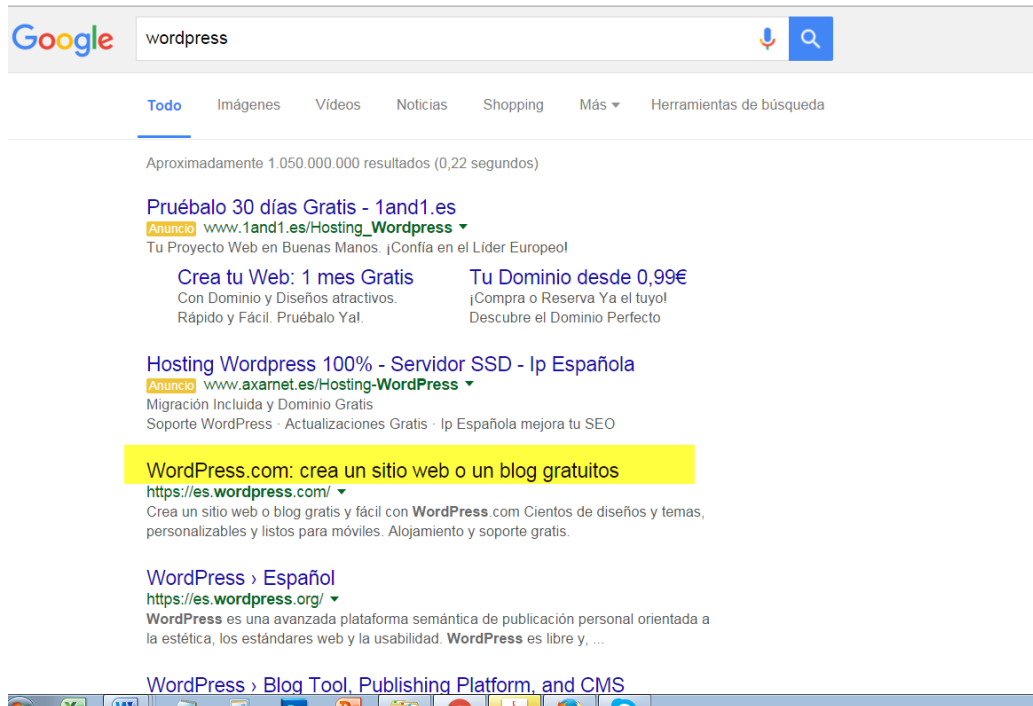 Google
wordpress
Todo Imágenes Vídeos Noticias Shopping Más Herramientas de búsqueda
Aproximadamente 1.050.000.000 resultados (0,22 segundos)
Pruébalo 30 días Gratis - 1and1.es
Anuncio www.1and1.es/Hosting_Wordpress
Tu Proyecto Web en Buenas Manos. ¡Confía en el Líder Europeo!
Crea tu Web: 1 mes Gratis
Con Dominio y Diseños atractivos.
Rápido y Fácil. Pruébalo Ya!.
Tu Dominio desde 0,99€
¡Compra o Reserva Ya el tuyo!
Descubre el Dominio Perfecto
Hosting Wordpress 100% - Servidor SSD - Ip Española
Anuncio www.axarnet.es/Hosting-WordPress
Migración Incluida y Dominio Gratis
Soporte WordPress · Actualizaciones Gratis · Ip Española mejora tu SEO
WordPress.com: crea un sitio web o un blog gratuitos
https://es.wordpress.com/
Crea un sitio web o blog gratis y fácil con WordPress.com Cientos de diseños y temas,
personalizables y listos para móviles. Alojamiento y soporte gratis.
WordPress › Español
https://es.wordpress.org/
WordPress es una avanzada plataforma semántica de publicación personal orientada a
la estética, los estándares web y la usabilidad. WordPress es libre y, ...
WordPress › Blog Tool, Publishing Platform, and CMS